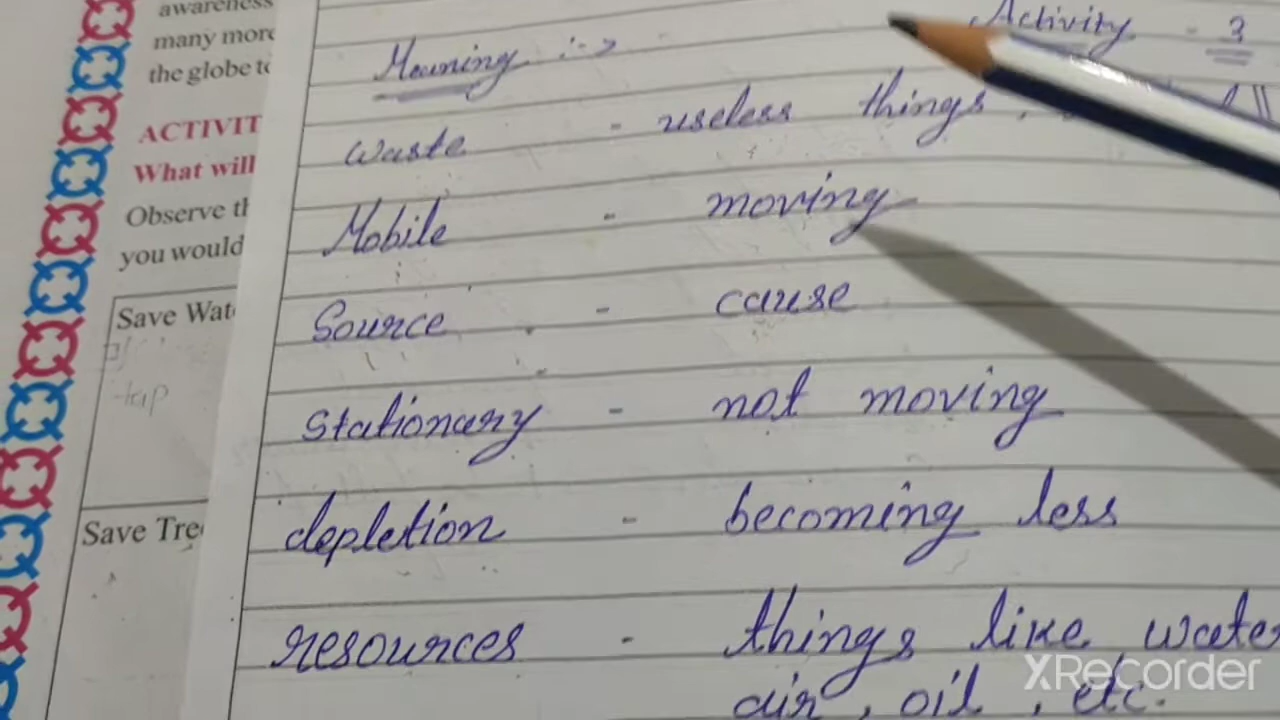 awareness
many more
the globe to
ACTIVIT
What will
Observe th
you would
Save Wat
tap
Save Tre
Activity - 3
Meaning :->
Waste - useless things,
Mobile - moving
Source - cause
Stationary - not moving
depletion - becoming less
resources - things like water
air, oil, etc.
XRecorder